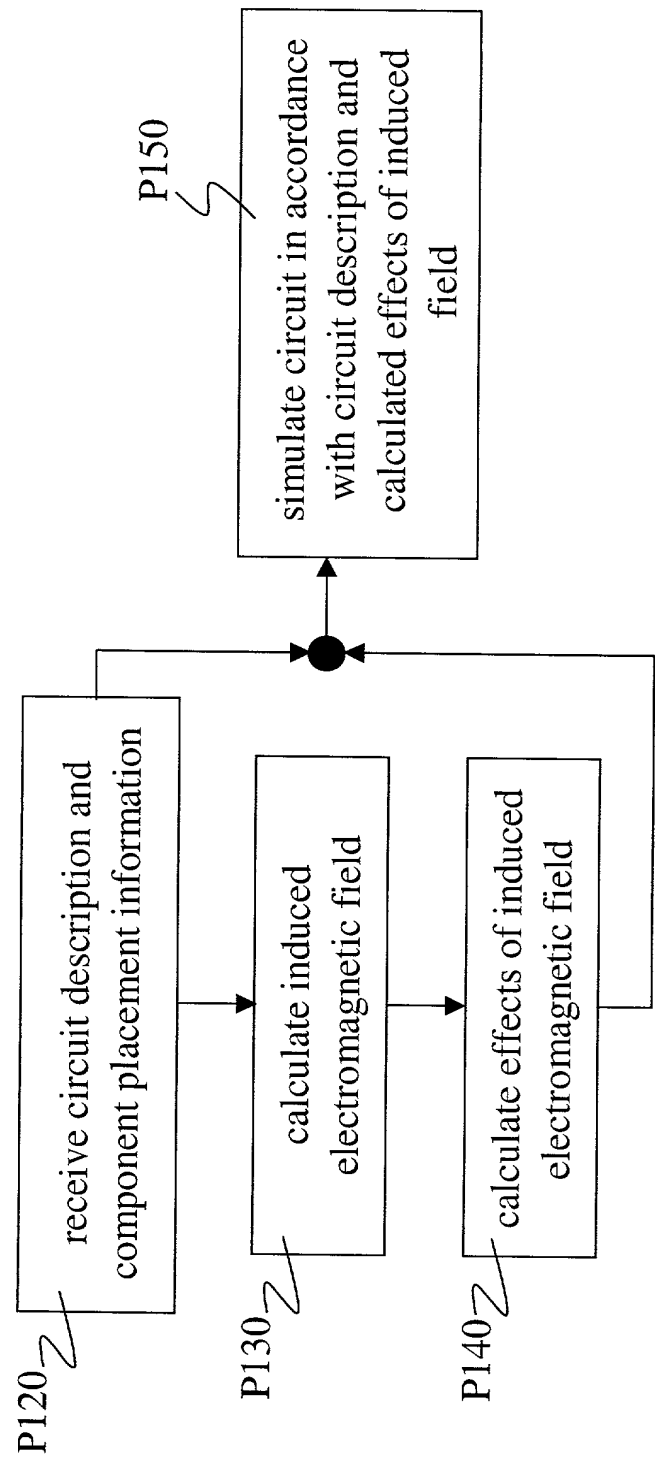 P120
receive circuit description and
component placement information
P130
calculate induced
electromagnetic field
P140
calculate effects of induced
electromagnetic field
P150
simulate circuit in accordance
with circuit description and
calculated effects of induced
field